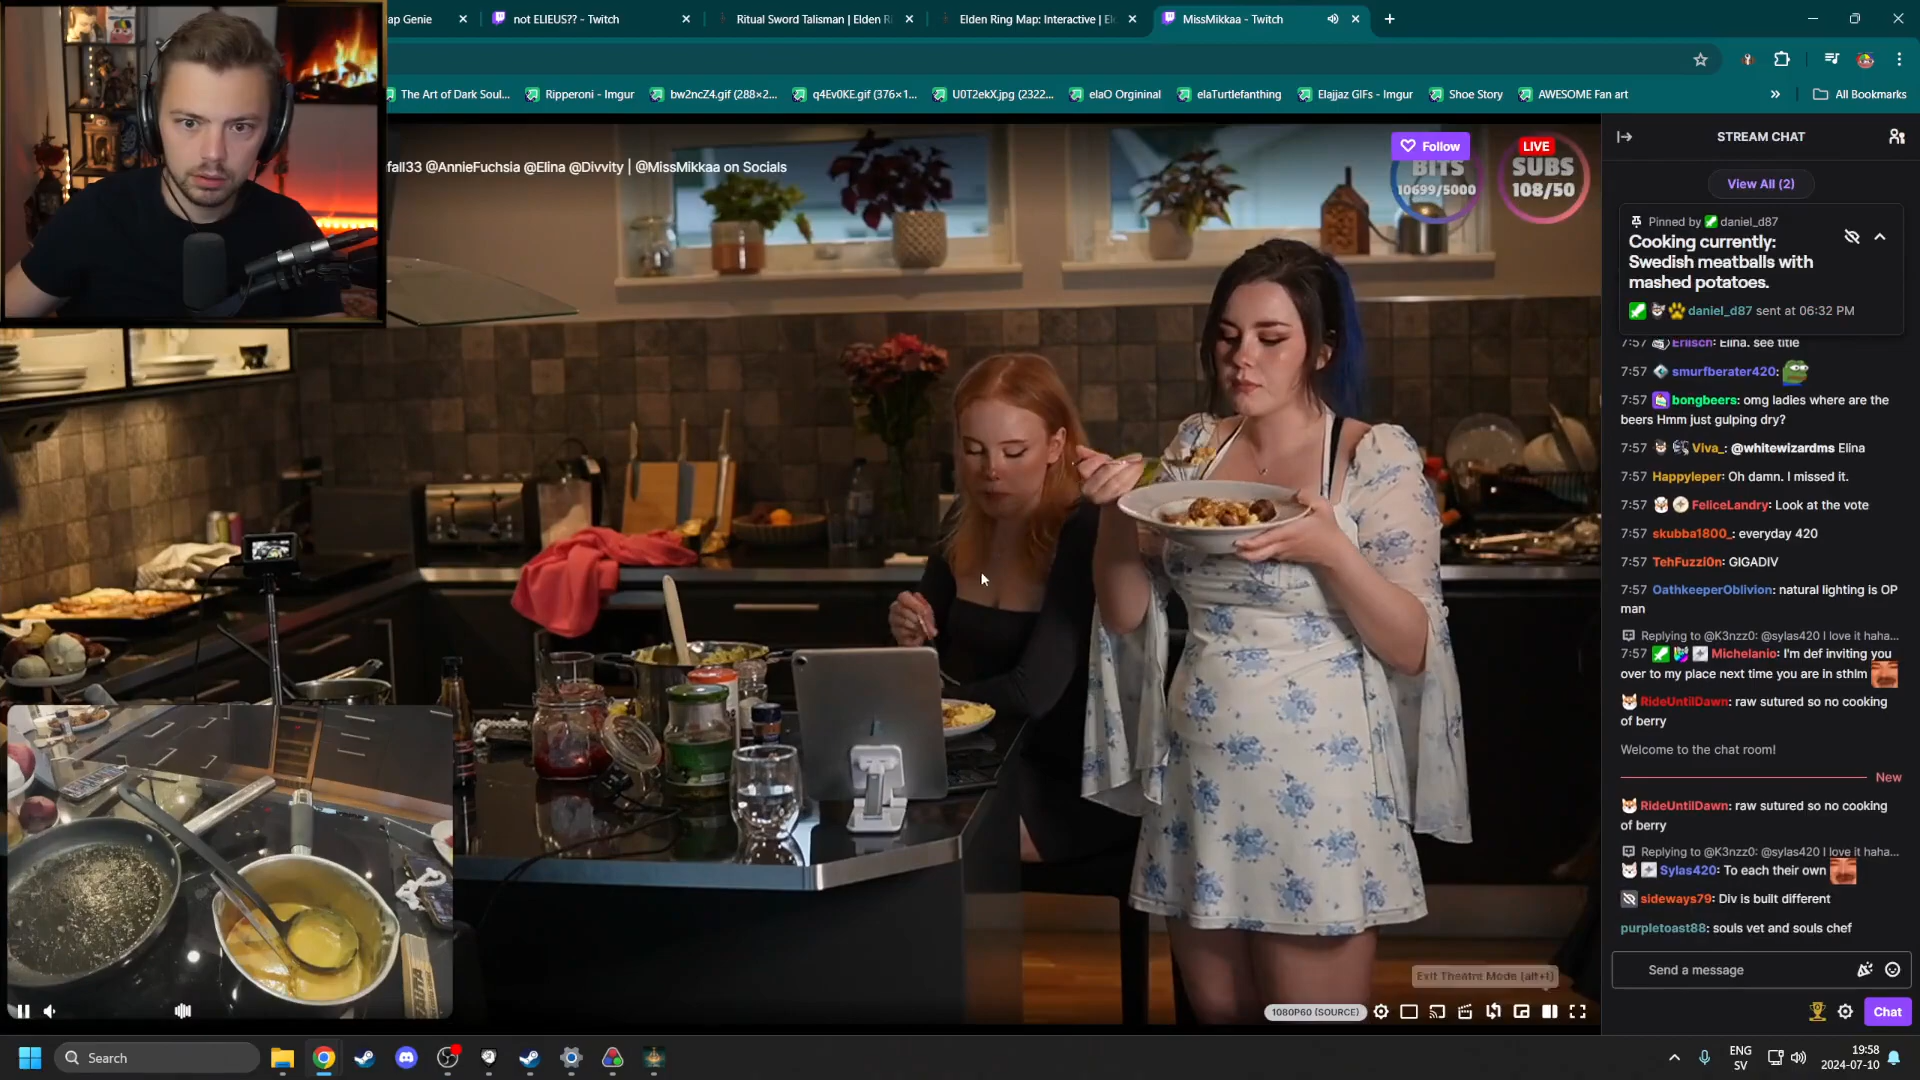 ap Genie
not ELIEUS?? - Twitch
Ritual Sword Talisman | Elden Ri
Elden Ring Map: Interactive | El
MissMikkaa - Twitch
The Art of Dark Soul...
Ripperoni - Imgur
bw2ncZ4.gif (288×2...
q4Ev0KE.gif (376×1...
U0T2ekX.jpg (2322...
elaO Orgininal
elaTurtlefanthing
Elajjaz GIFs - Imgur
Shoe Story
AWESOME Fan art
»
All Bookmarks
fall33 @AnnieFuchsia @Elina @Divvity | @MissMikkaa on Socials
Follow
LIVE
BITS
10699/5000
SUBS
108/50
STREAM CHAT
View All (2)
Pinned by daniel_d87
Cooking currently:
Swedish meatballs with
mashed potatoes.
daniel_d87 sent at 06:32 PM
7:57 Erlisch: Elina. see title
7:57 smurfberater420:
7:57 bongbeers: omg ladies where are the
beers Hmm just gulping dry?
7:57 Viva_: @whitewizardms Elina
7:57 Happyleper: Oh damn. I missed it.
7:57 FeliceLandry: Look at the vote
7:57 skubba1800_: everyday 420
7:57 TehFuzzi0n: GIGADIV
7:57 OathkeeperOblivion: natural lighting is OP
man
Replying to @K3nzz0: @sylas420 I love it haha...
7:57 Michelanio: I'm def inviting you
over to my place next time you are in sthlm
RideUntilDawn: raw sutured so no cooking
of berry
Welcome to the chat room!
New
RideUntilDawn: raw sutured so no cooking
of berry
Replying to @K3nzz0: @sylas420 I love it haha...
Sylas420: To each their own
sideways79: Div is built different
purpletoast88: souls vet and souls chef
Send a message
Chat
Exit Theatre Mode (alt+t)
1080P60 (SOURCE)
Search
ENG
SV
19:58
2024-07-10